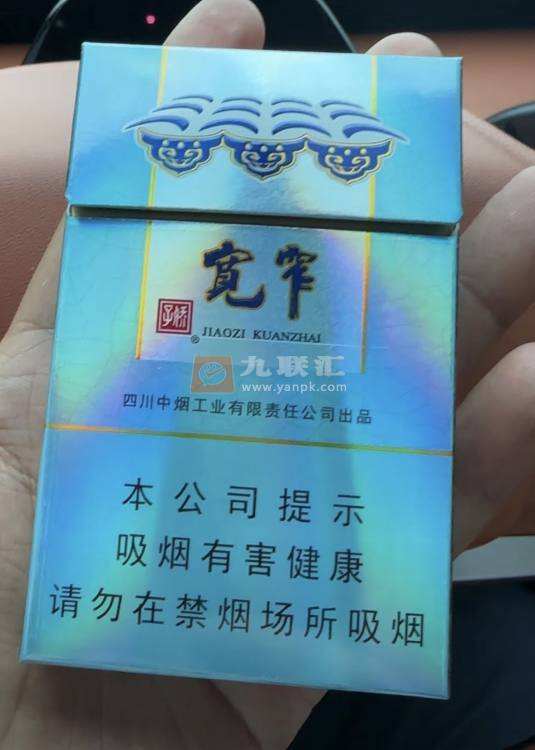 宽窄
娇子
® JIAOZI KUANZHAI
九联汇
www.yanpk.com
四川中烟工业有限责任公司出品
本公司提示
吸烟有害健康
请勿在禁烟场所吸烟